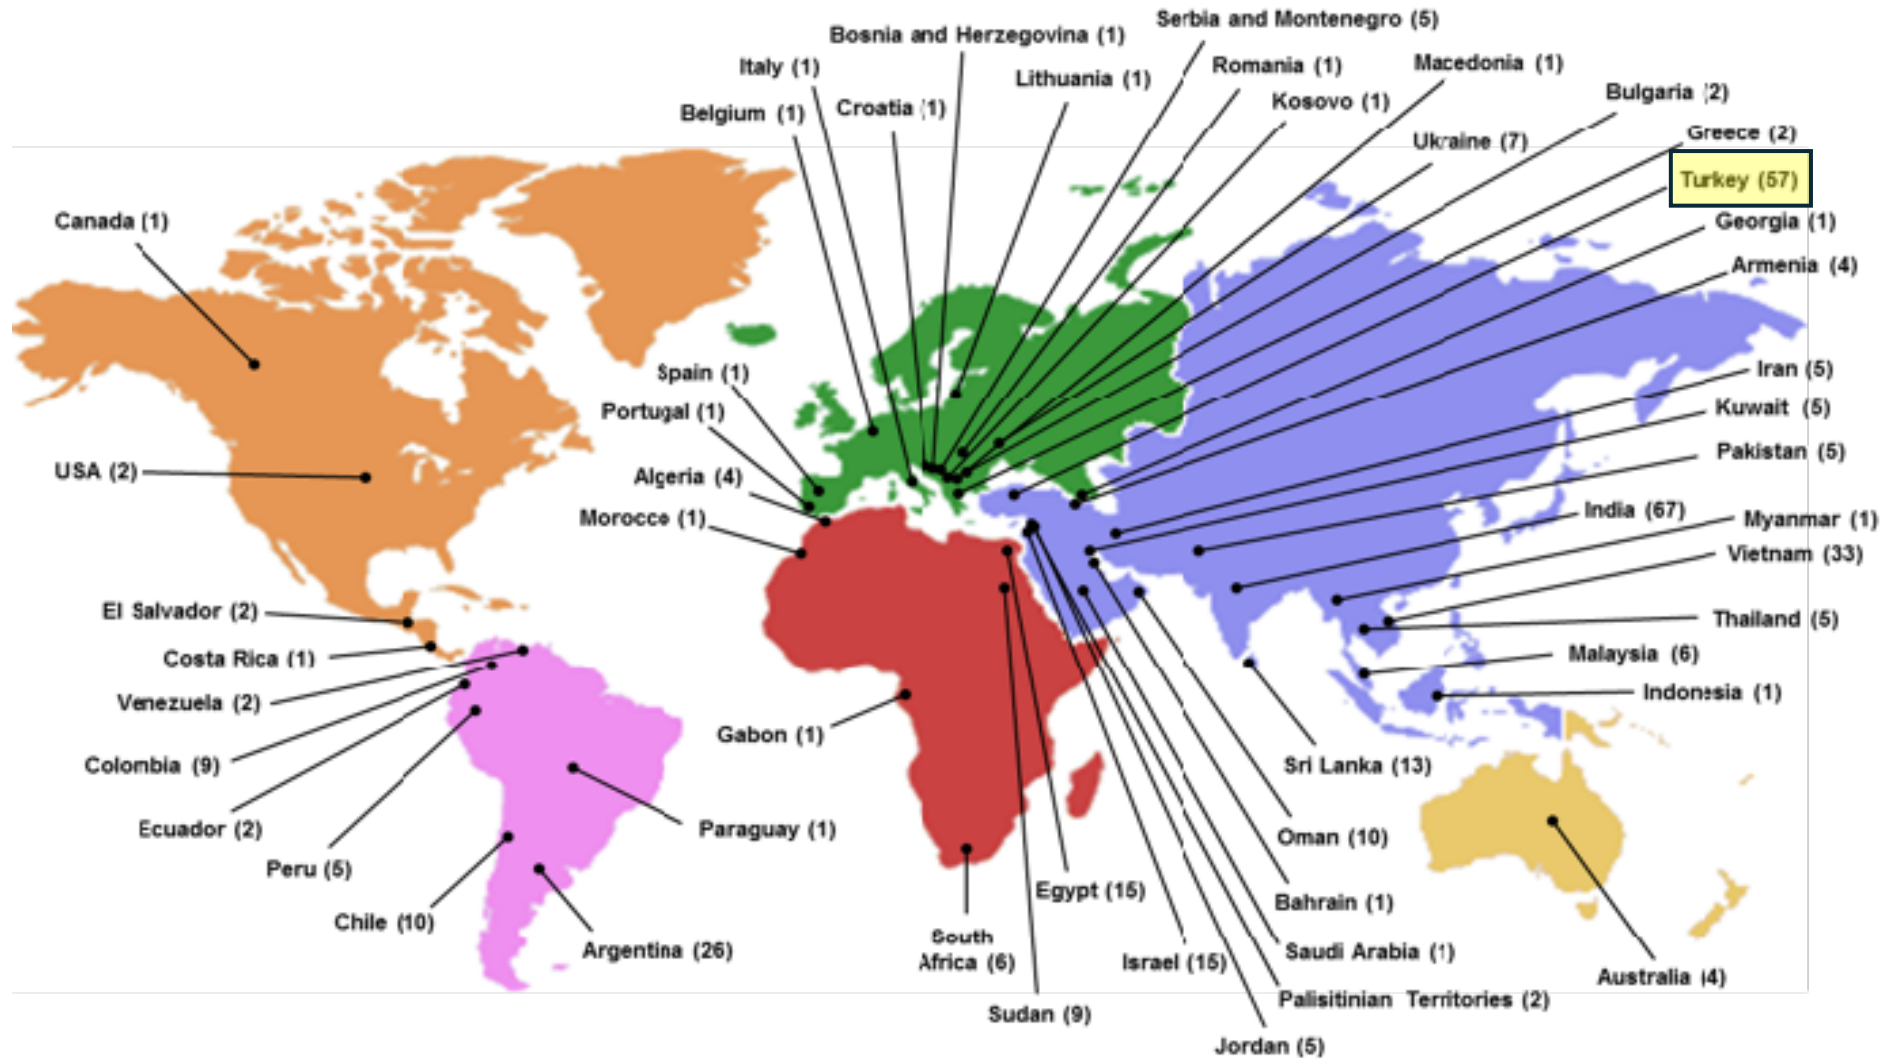 Serbia and Montenegro (5)
Bosnia and Herzegovina (1)
Italy (1)
Lithuania (1)
Romania (1)
Macedonia (1)
Belgium (1)
Croatia (1)
Kosovo (1)
Bulgaria (2)
Ukraine (7)
Greece (2)
Turkey (57)
Canada (1)
Georgia (1)
Armenia (4)
Spain (1)
Iran (5)
Portugal (1)
Kuwait (5)
USA (2)
Algeria (4)
Pakistan (5)
Morocco (1)
India (67)
Myanmar (1)
Vietnam (33)
El Salvador (2)
Thailand (5)
Costa Rica (1)
Malaysia (6)
Venezuela (2)
Indonesia (1)
Gabon (1)
Colombia (9)
Sri Lanka (13)
Ecuador (2)
Paraguay (1)
Oman (10)
Peru (5)
Egypt (15)
Bahrain (1)
Chile (10)
Argentina (26)
South
Africa (6)
Israel (15)
Saudi Arabia (1)
Australia (4)
Palisitinian Territories (2)
Sudan (9)
Jordan (5)